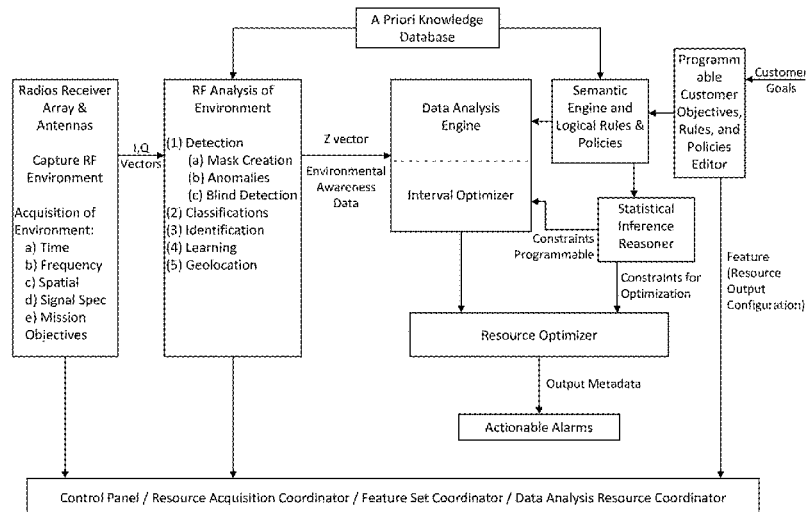 A Priori Knowledge
Database
Radios Receiver
Array &
Antennas
Capture RF
Environment
Acquisition of
Environment:
a) Time
b) Frequency
c) Spatial
d) Signal Spec
e) Mission
Objectives
I,Q
Vectors
RF Analysis of
Environment
(1) Detection
(a) Mask Creation
(b) Anomalies
(c) Blind Detection
(2) Classifications
(3) Identification
(4) Learning
(5) Geolocation
Z vector
Environmental
Awareness
Data
Data Analysis
Engine
Interval Optimizer
Semantic
Engine and
Logical Rules &
Policies
Programm
able
Customer
Objectives,
Rules, and
Policies
Editor
Customer
Goals
Statistical
Inference
Reasoner
Constraints
Programmable
Constraints for
Optimization
Feature
(Resource
Output
Configuration)
Resource Optimizer
Output Metadata
Actionable Alarms
Control Panel / Resource Acquisition Coordinator / Feature Set Coordinator / Data Analysis Resource Coordinator